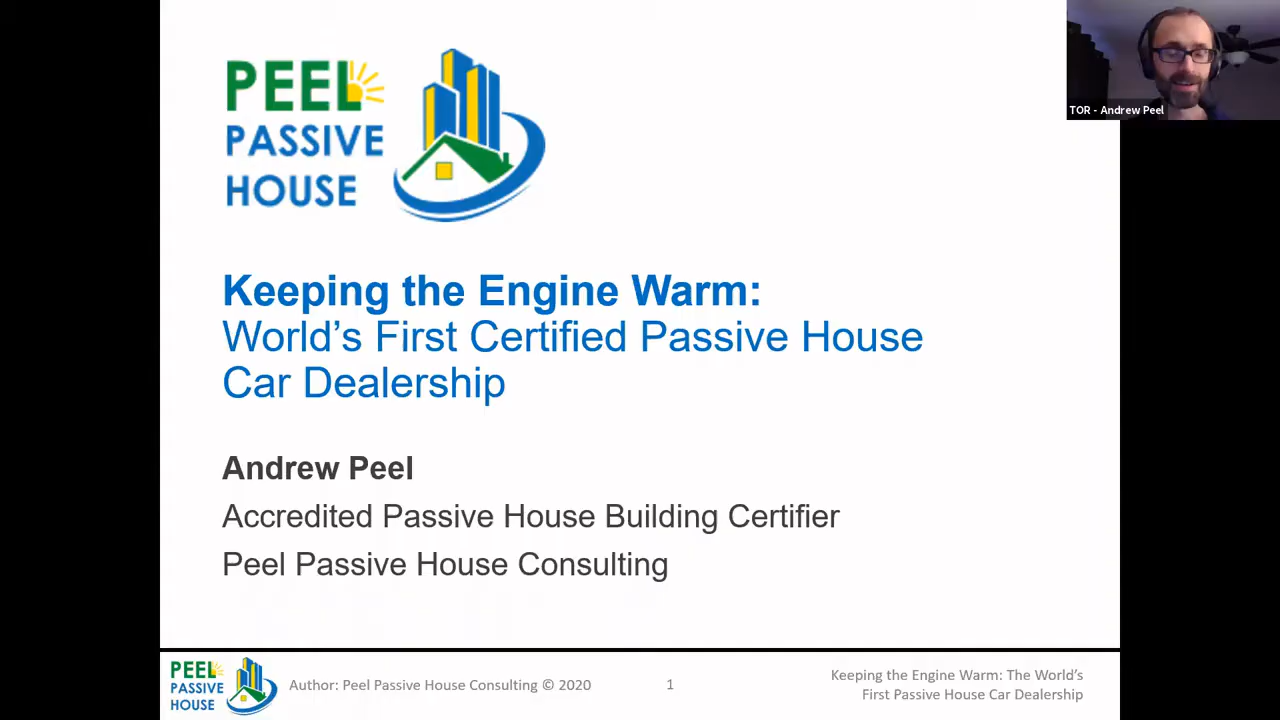 PEEL
PASSIVE
HOUSE
TOR - Andrew Peel
Keeping the Engine Warm:
World’s First Certified Passive House
Car Dealership
Andrew Peel
Accredited Passive House Building Certifier
Peel Passive House Consulting
PEEL
PASSIVE
HOUSE
Author: Peel Passive House Consulting © 2020
1
Keeping the Engine Warm: The World’s
First Passive House Car Dealership